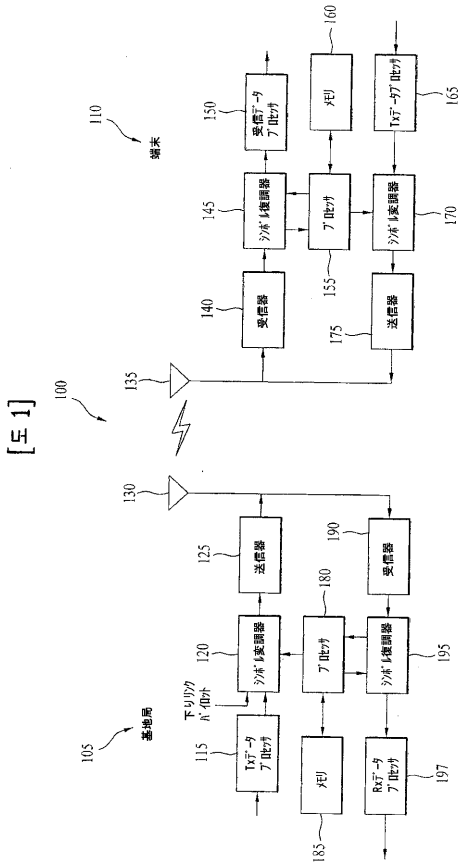 [도 1]
100
105
基地局
下りリンク
パイロット
115
Txデータ
プロセッサ
120
シンボル変調器
125
送信器
130
185
メモリ
180
プロセッサ
190
受信器
197
Rxデータ
プロセッサ
195
シンボル復調器
110
端末
135
140
受信器
145
シンボル復調器
150
受信データ
プロセッサ
155
プロセッサ
160
メモリ
175
送信器
170
シンボル変調器
165
Txデータプロセッサ